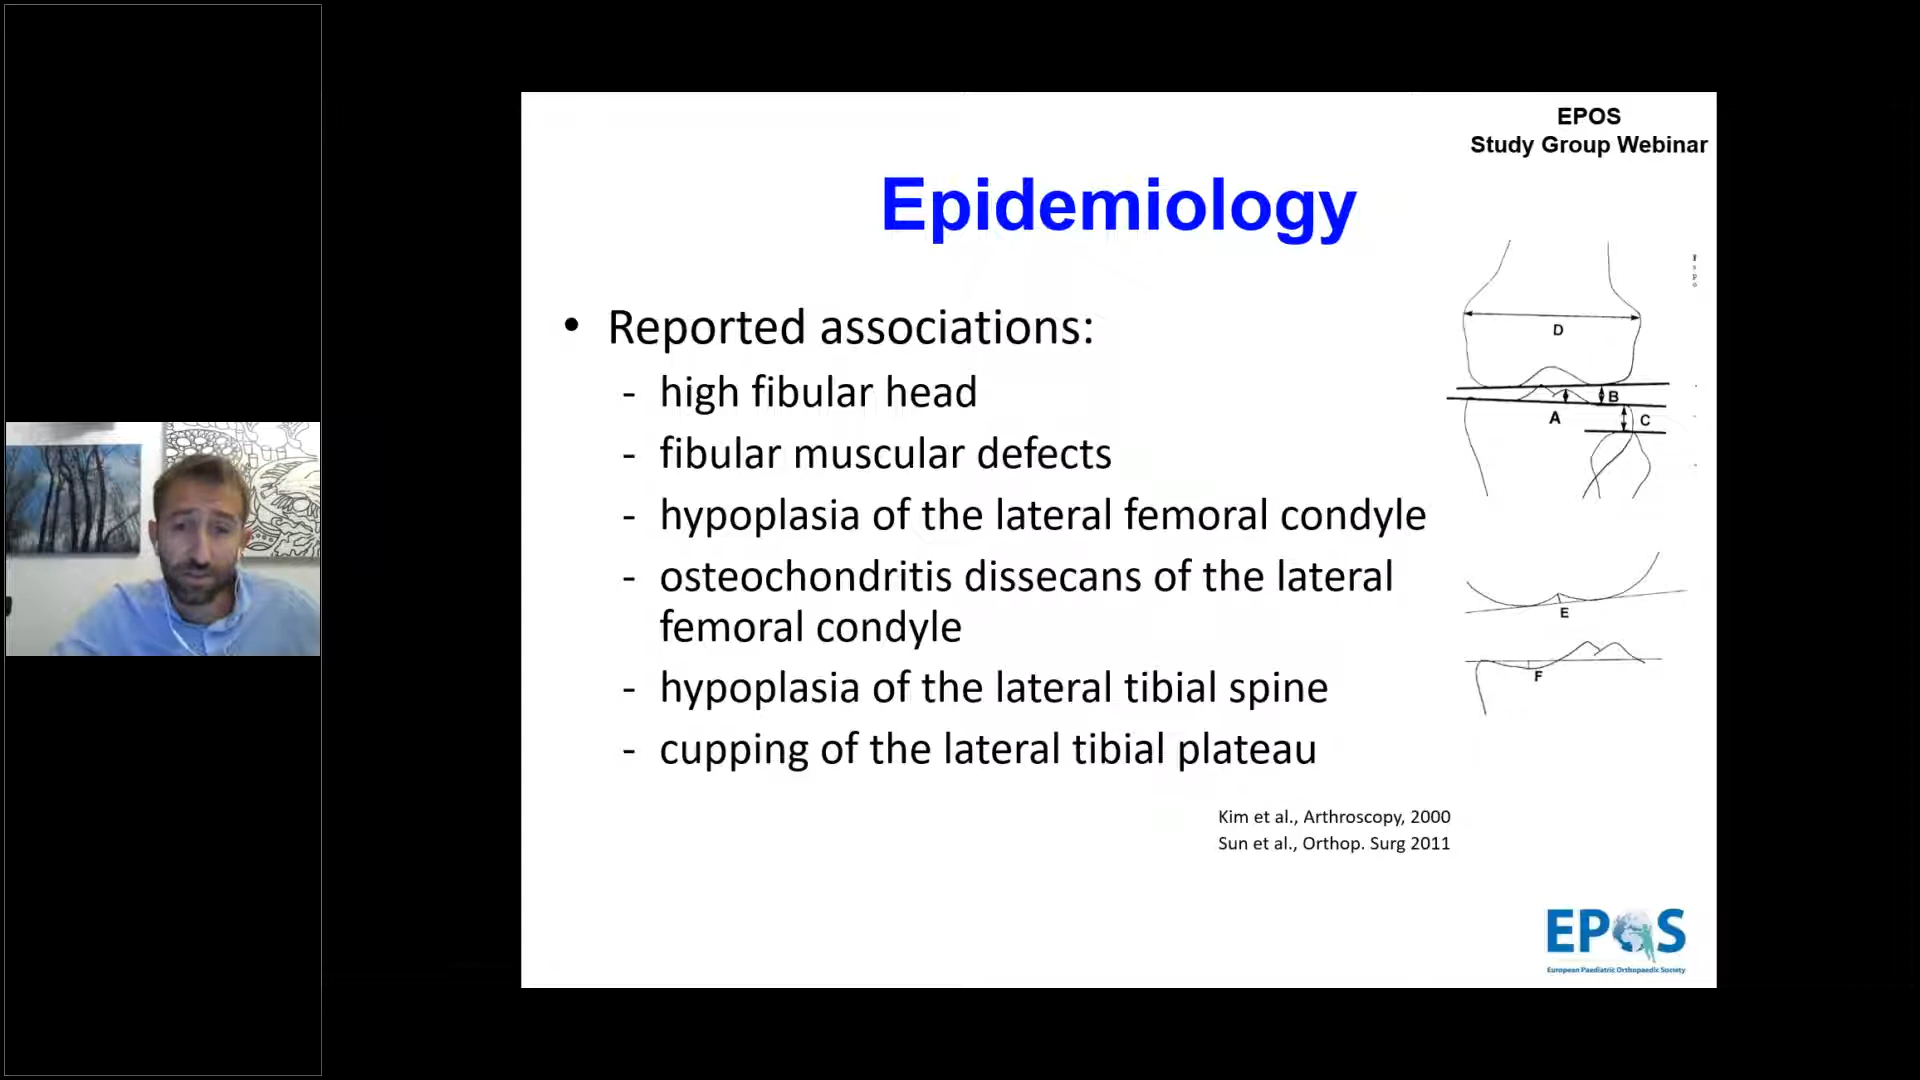 EPOS
Study Group Webinar
Epidemiology
• Reported associations:
- high fibular head
- fibular muscular defects
- hypoplasia of the lateral femoral condyle
- osteochondritis dissecans of the lateral
femoral condyle
- hypoplasia of the lateral tibial spine
- cupping of the lateral tibial plateau
D
B
A
C
E
F
Kim et al., Arthroscopy, 2000
Sun et al., Orthop. Surg 2011
EPOS
European Paediatric Orthopaedic Society